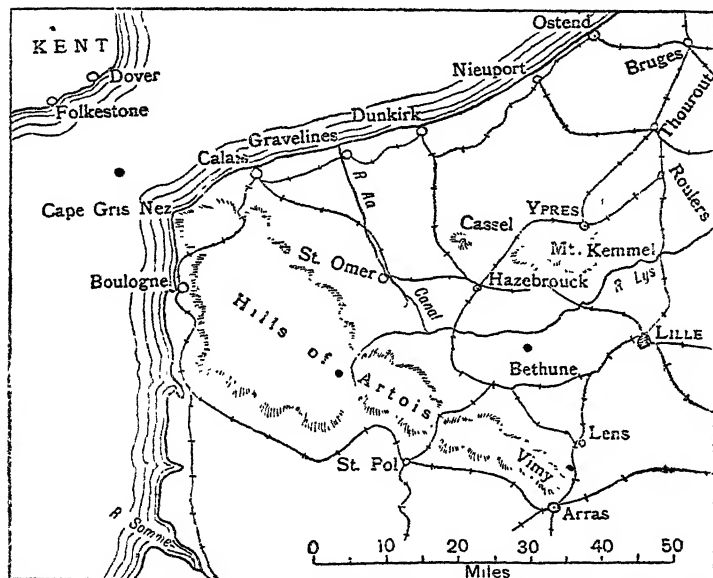 Ostend
KENT
Bruges
Dover
Nieuport
Folkestone
Dunkirk
Thourout
Gravelines
Calais
R Aa
Roulers
Cape Gris Nez
Cassel
YPRES
Mt. Kemmel
St. Omer
Boulogne
Hazebrouck
R Lys
Canal
Hills of Artois
LILLE
Bethune
Lens
St. Pol
Vimy
R Somme
Arras
0 10 20 30 40 50
Miles